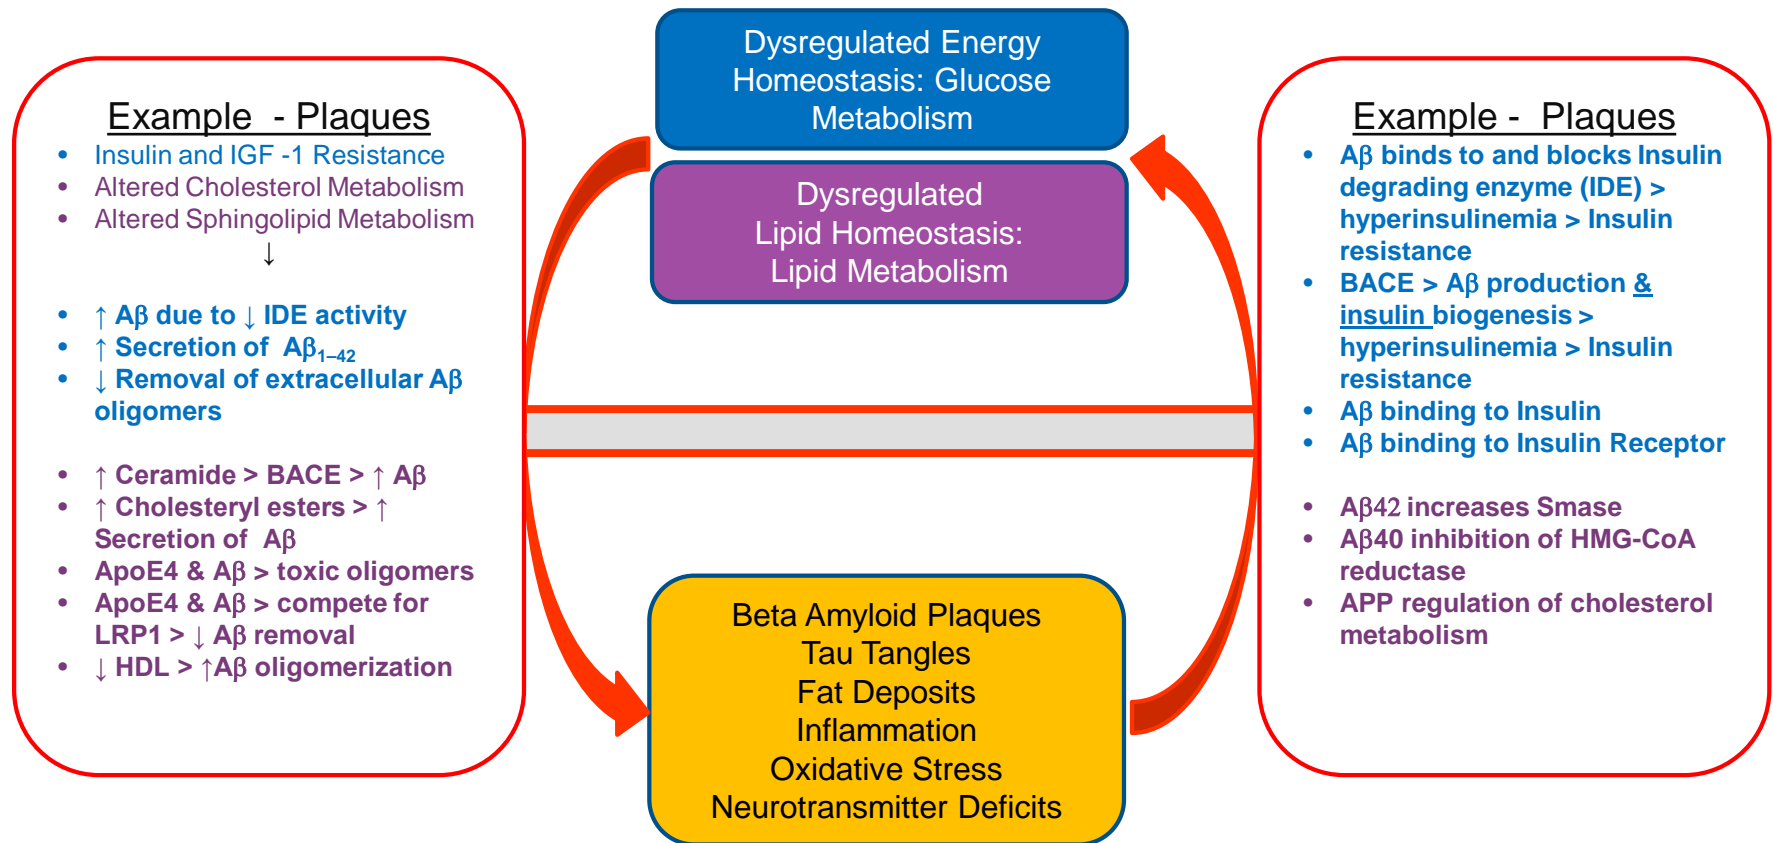 Dysregulated Energy
Homeostasis: Glucose
Metabolism
Dysregulated
Lipid Homeostasis:
Lipid Metabolism
Example - Plaques
• Insulin and IGF -1 Resistance
• Altered Cholesterol Metabolism
• Altered Sphingolipid Metabolism
↓
• ↑ Aβ due to ↓ IDE activity
• ↑ Secretion of Aβ1–42
• ↓ Removal of extracellular Aβ
oligomers
• ↑ Ceramide > BACE > ↑ Aβ
• ↑ Cholesteryl esters > ↑
Secretion of Aβ
• ApoE4 & Aβ > toxic oligomers
• ApoE4 & Aβ > compete for
LRP1 > ↓ Aβ removal
• ↓ HDL > ↑Aβ oligomerization
Beta Amyloid Plaques
Tau Tangles
Fat Deposits
Inflammation
Oxidative Stress
Neurotransmitter Deficits
Example - Plaques
• Aβ binds to and blocks Insulin
degrading enzyme (IDE) >
hyperinsulinemia > Insulin
resistance
• BACE > Aβ production &
insulin biogenesis >
hyperinsulinemia > Insulin
resistance
• Aβ binding to Insulin
• Aβ binding to Insulin Receptor
• Aβ42 increases Smase
• Aβ40 inhibition of HMG-CoA
reductase
• APP regulation of cholesterol
metabolism